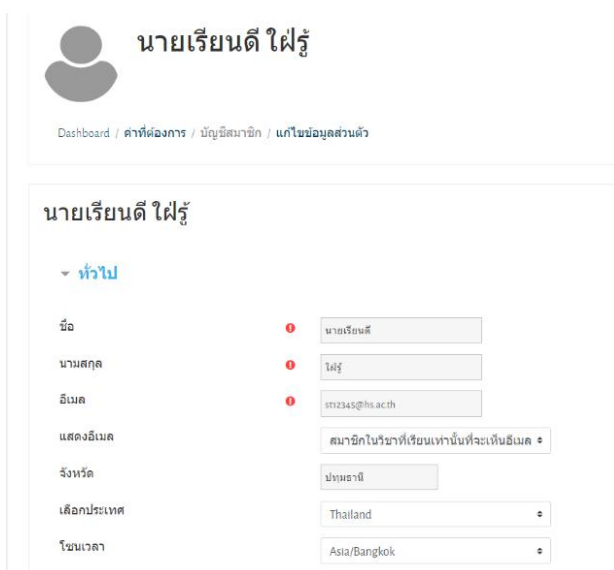 นายเรียนดี ใฝ่รู้
Dashboard / ค่าที่ต้องการ / บัญชีสมาชิก / แก้ไขข้อมูลส่วนตัว
นายเรียนดี ใฝ่รู้
ทั่วไป
ชื่อ นายเรียนดี
นามสกุล ใฝ่รู้
อีเมล st12345@hs.ac.th
แสดงอีเมล สมาชิกในวิชาที่เรียนเท่านั้นที่จะเห็นอีเมล
จังหวัด ปทุมธานี
เลือกประเทศ Thailand
โซนเวลา Asia/Bangkok